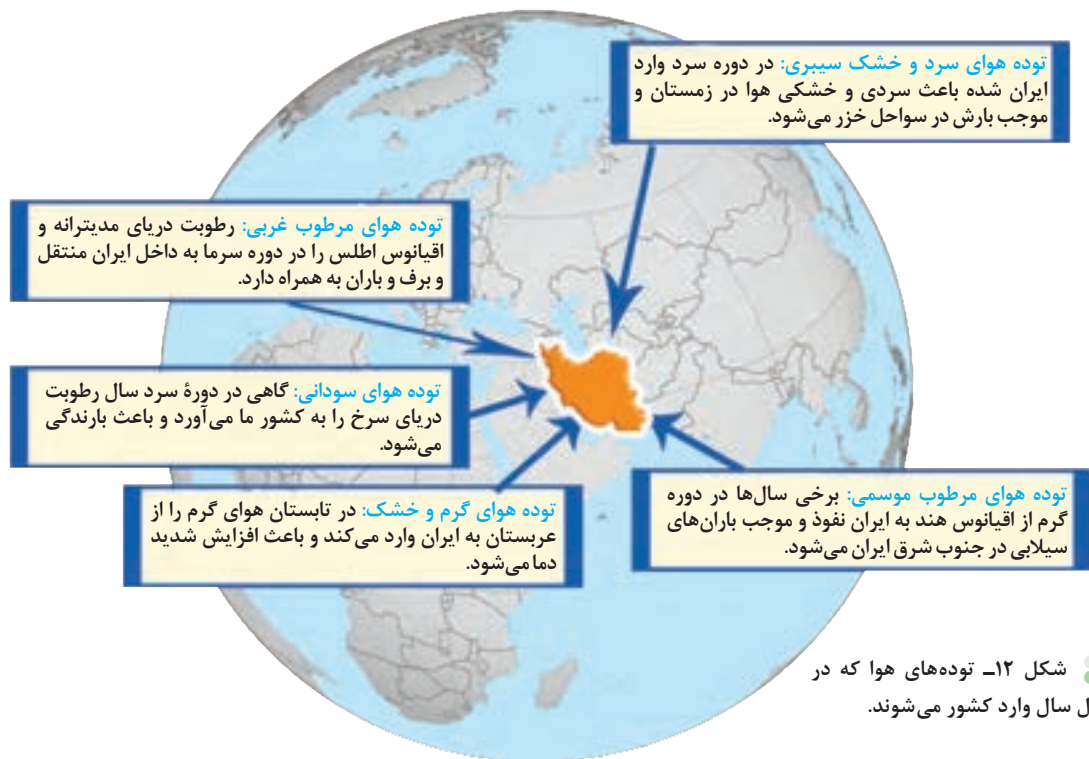 توده هوای سرد و خشک سیبری: در دوره سرد وارد
ایران شده باعث سردی و خشکی هوا در زمستان و
موجب بارش در سواحل خزر می‌شود.
توده هوای مرطوب غربی: رطوبت دریای مدیترانه و
اقیانوس اطلس را در دوره سرما به داخل ایران منتقل
و برف و باران به همراه دارد.
توده هوای سودانی: گاهی در دورهٔ سرد سال رطوبت
دریای سرخ را به کشور ما می‌آورد و باعث بارندگی
می‌شود.
توده هوای مرطوب موسمی: برخی سال‌ها در دوره
گرم از اقیانوس هند به ایران نفوذ و موجب باران‌های
سیلابی در جنوب شرق ایران می‌شود.
توده هوای گرم و خشک: در تابستان هوای گرم را از
عربستان به ایران وارد می‌کند و باعث افزایش شدید
دما می‌شود.
شکل ۱۲ــ توده‌های هوا که در
ل سال وارد کشور می‌شوند.